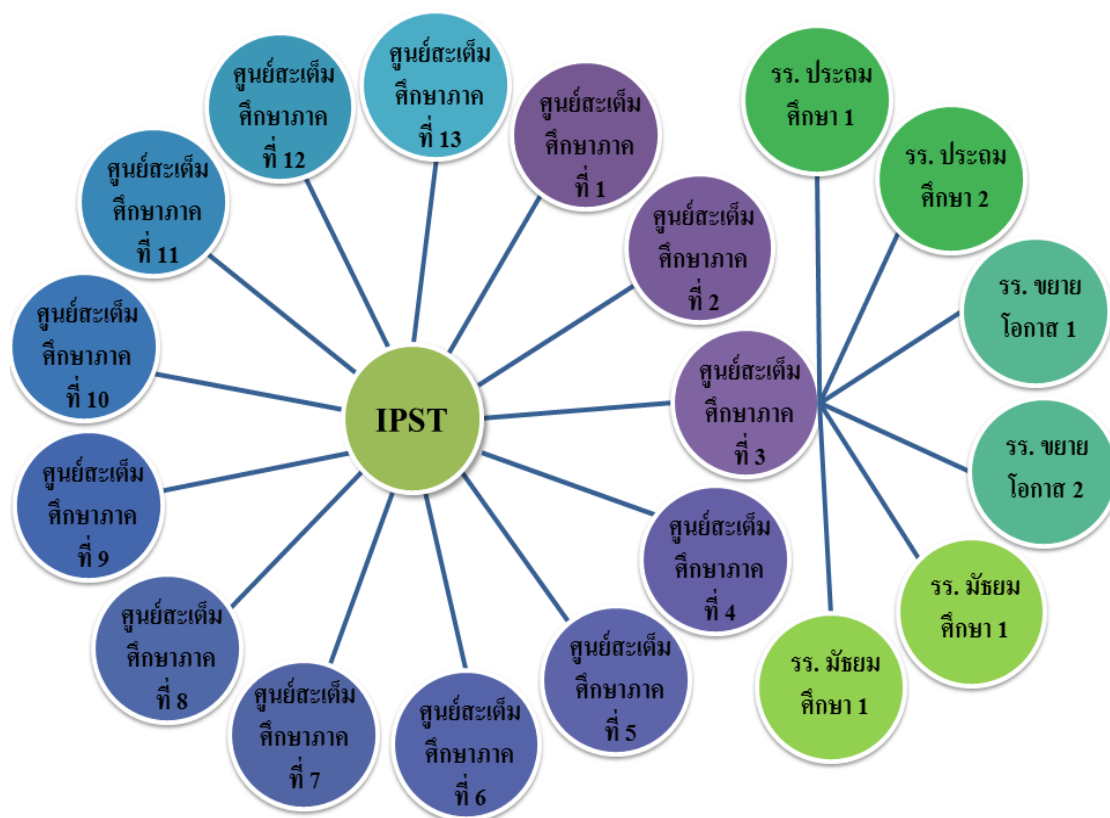 IPST
ศูนย์สะเต็ม
ศึกษาภาค
ที่ 1
ศูนย์สะเต็ม
ศึกษาภาค
ที่ 2
ศูนย์สะเต็ม
ศึกษาภาค
ที่ 3
ศูนย์สะเต็ม
ศึกษาภาค
ที่ 4
ศูนย์สะเต็ม
ศึกษาภาค
ที่ 5
ศูนย์สะเต็ม
ศึกษาภาค
ที่ 6
ศูนย์สะเต็ม
ศึกษาภาค
ที่ 7
ศูนย์สะเต็ม
ศึกษาภาค
ที่ 8
ศูนย์สะเต็ม
ศึกษาภาค
ที่ 9
ศูนย์สะเต็ม
ศึกษาภาค
ที่ 10
ศูนย์สะเต็ม
ศึกษาภาค
ที่ 11
ศูนย์สะเต็ม
ศึกษาภาค
ที่ 12
ศูนย์สะเต็ม
ศึกษาภาค
ที่ 13
รร. ประถม
ศึกษา 1
รร. ประถม
ศึกษา 2
รร. ขยาย
โอกาส 1
รร. ขยาย
โอกาส 2
รร. มัธยม
ศึกษา 1
รร. มัธยม
ศึกษา 1